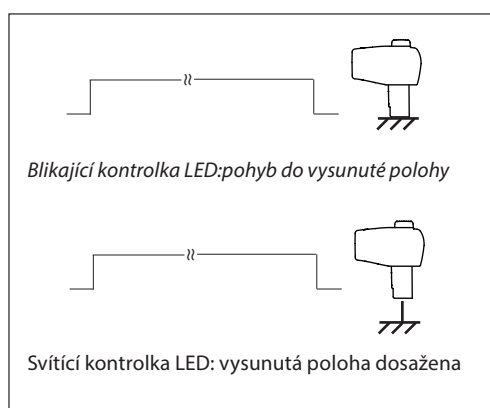 Blikající kontrolka LED:pohyb do vysunuté polohy
Svítící kontrolka LED: vysunutá poloha dosažena